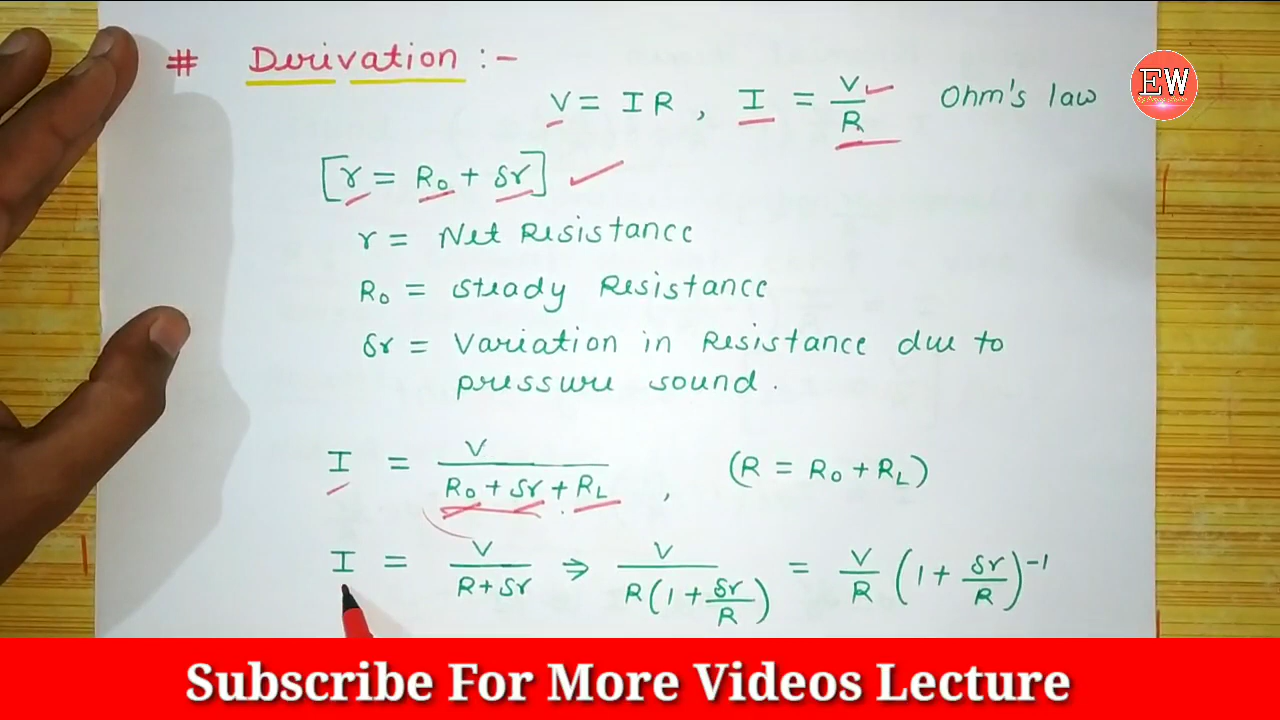 # Derivation :-
V = IR , I = V/R Ohm's law
EW
[r = R₀ + δr]
r = Net Resistance
R₀ = steady Resistance
δr = Variation in Resistance due to
pressure sound.
I = V/(R₀ + δr + R_L) , (R = R₀ + R_L)
I = V/(R + δr) ⇒ V/(R(1 + δr/R)) = V/R (1 + δr/R)⁻¹
Subscribe For More Videos Lecture